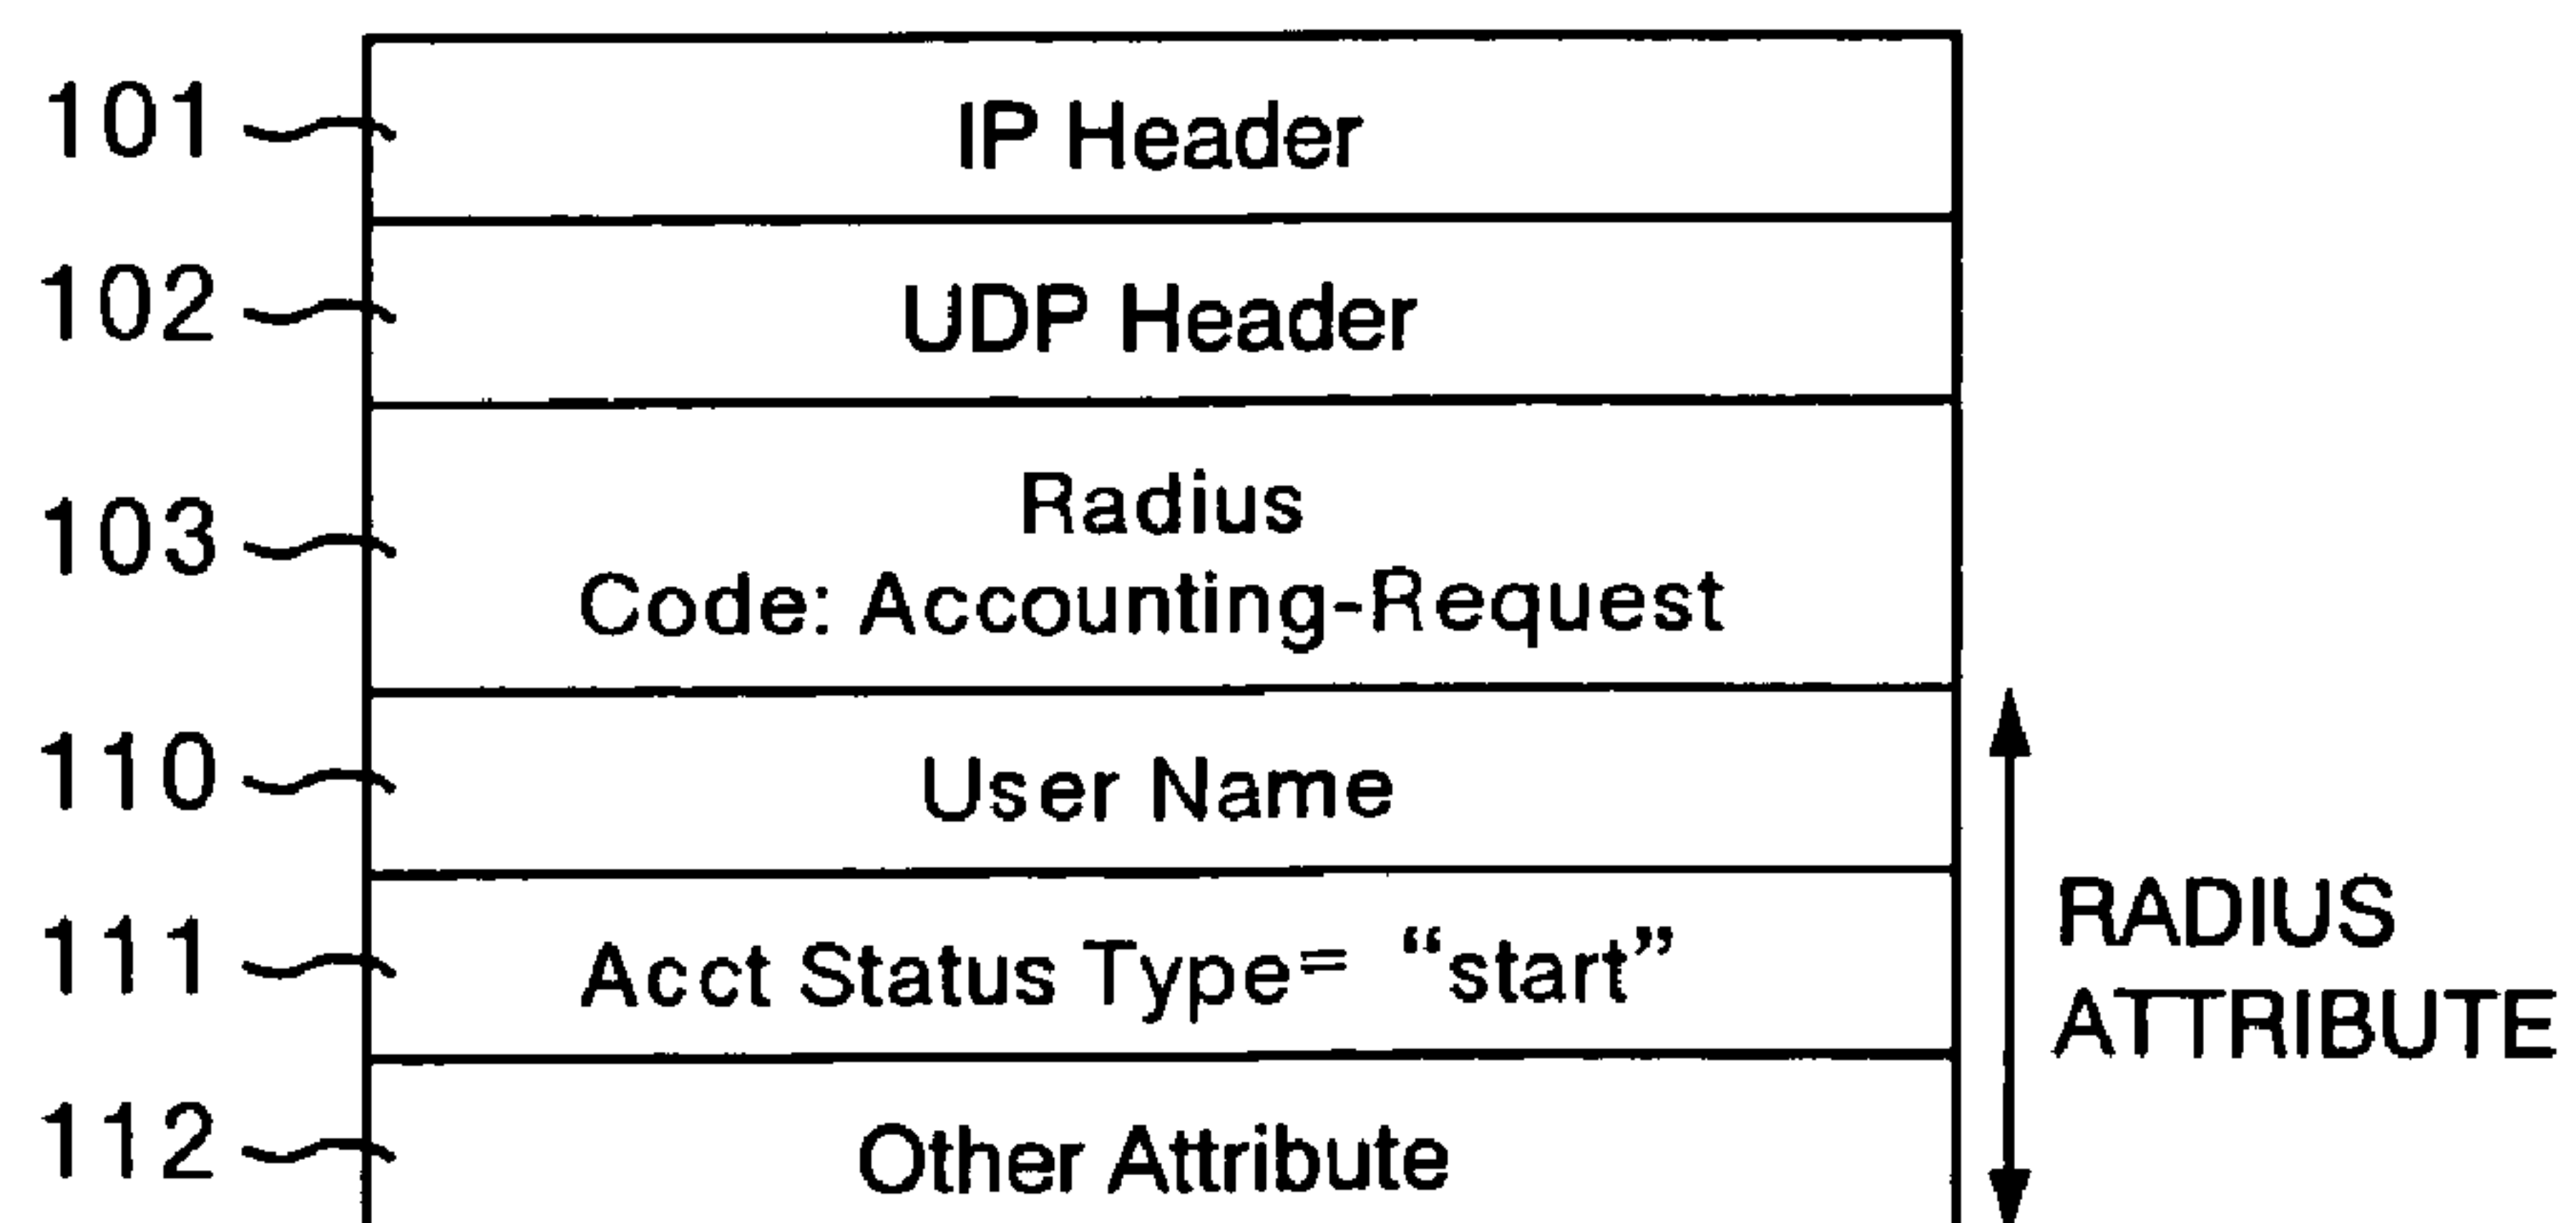 101 IP Header
102 UDP Header
103 Radius
Code: Accounting-Request
110 User Name
111 Acct Status Type= “start”
112 Other Attribute
RADIUS
ATTRIBUTE